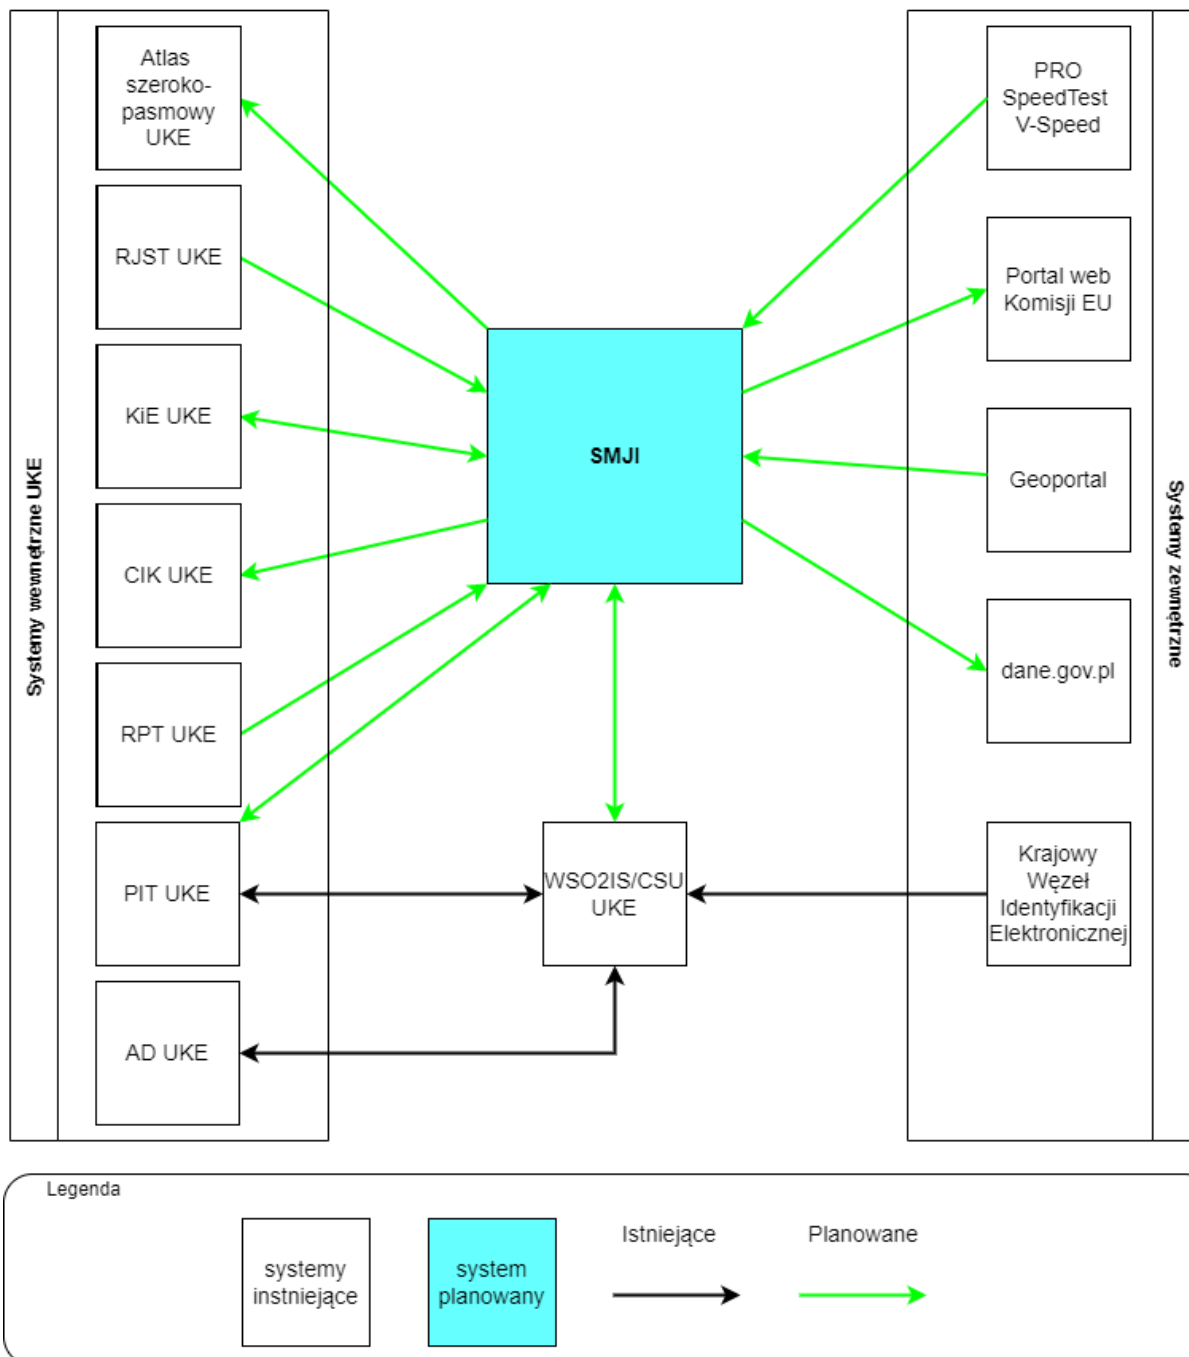 Systemy wewnętrzne UKE
Atlas
szeroko-
pasmowy
UKE
RJST UKE
KiE UKE
CIK UKE
RPT UKE
PIT UKE
AD UKE
SMJI
WSO2IS/CSU
UKE
PRO
SpeedTest
V-Speed
Portal web
Komisji EU
Geoportal
dane.gov.pl
Krajowy
Węzeł
Identyfikacji
Elektronicznej
Systemy zewnętrzne
Legenda
systemy
instniejące
system
planowany
Istniejące
Planowane